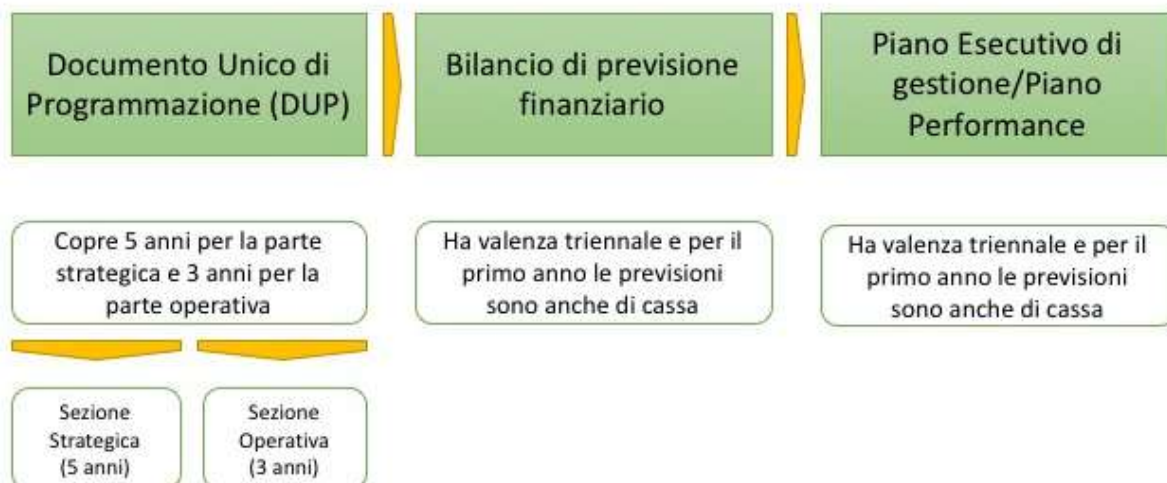 Documento Unico di
Programmazione (DUP)
Bilancio di previsione
finanziario
Piano Esecutivo di
gestione/Piano
Performance
Copre 5 anni per la parte
strategica e 3 anni per la
parte operativa
Ha valenza triennale e per il
primo anno le previsioni
sono anche di cassa
Ha valenza triennale e per il
primo anno le previsioni
sono anche di cassa
Sezione
Strategica
(5 anni)
Sezione
Operativa
(3 anni)